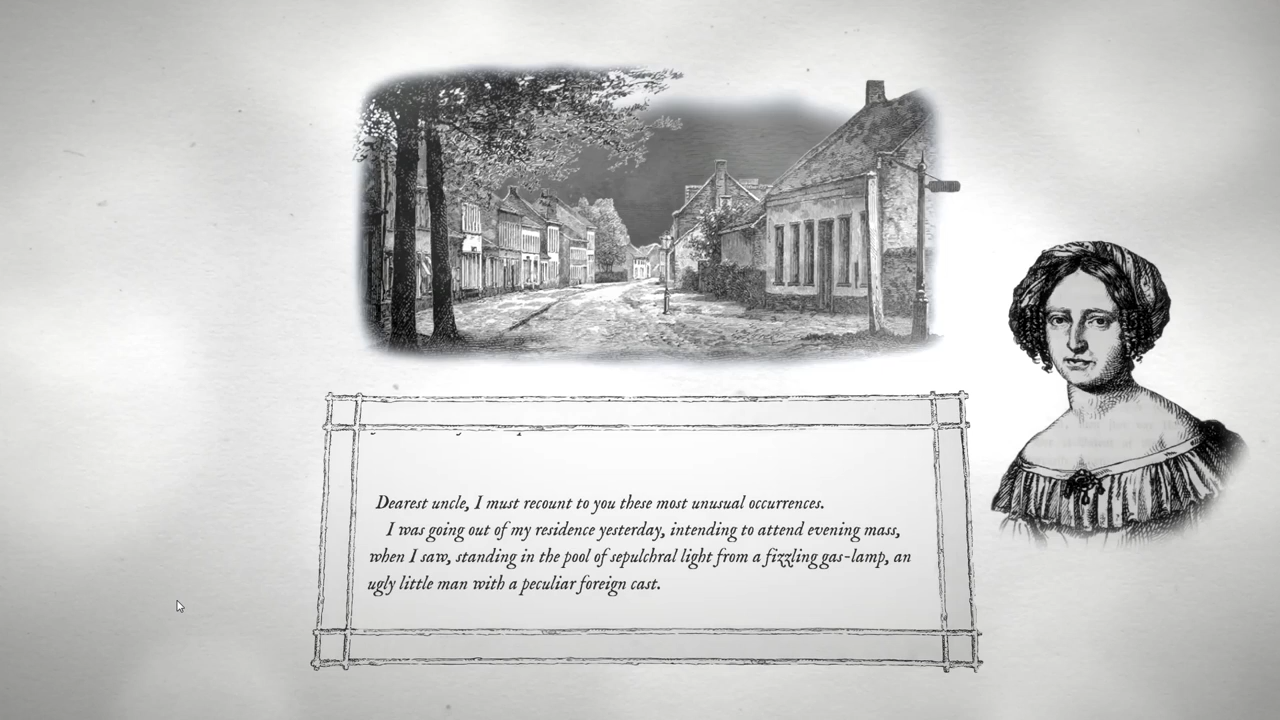 Dearest uncle, I must recount to you these most unusual occurrences.
I was going out of my residence yesterday, intending to attend evening mass,
when I saw, standing in the pool of sepulchral light from a fizzling gas-lamp, an
ugly little man with a peculiar foreign cast.